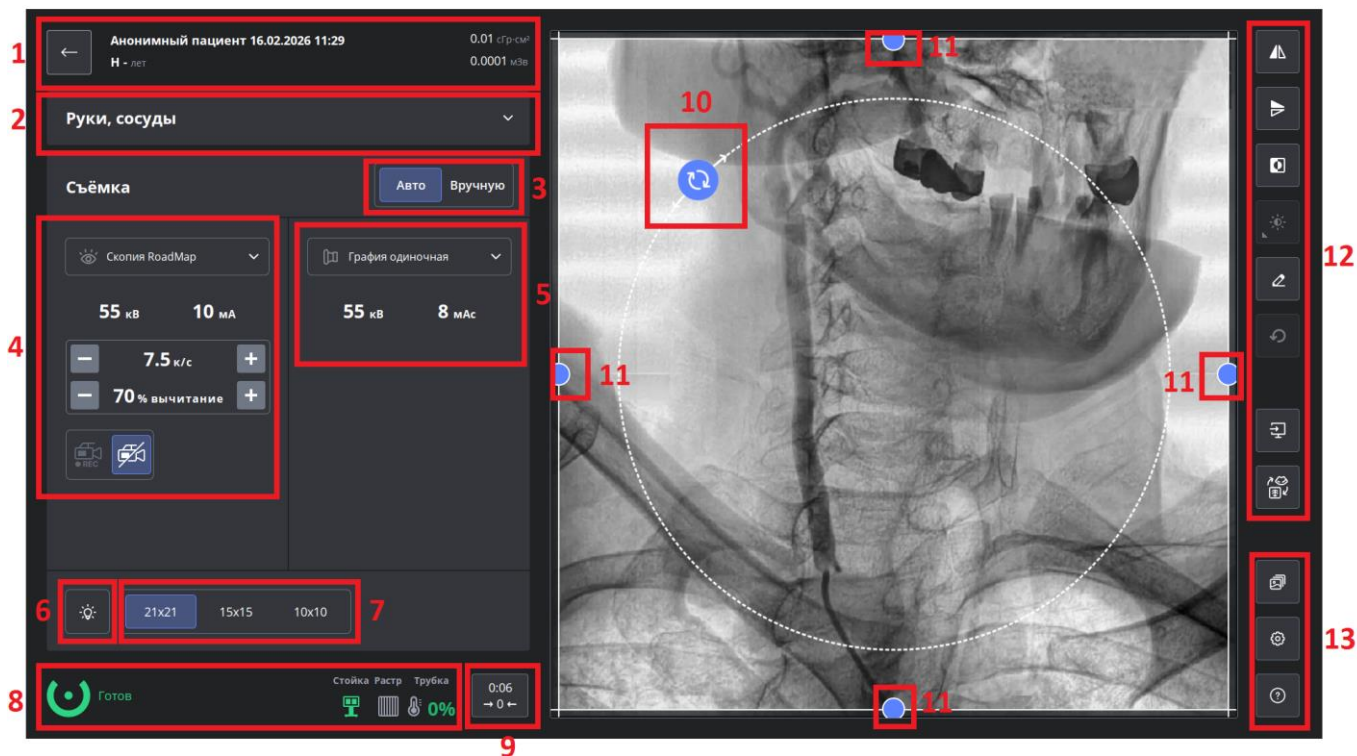 1
Анонимный пациент 16.02.2026 11:29
0.01 сГр·см²
Н - лет
0.0001 мЗв
2
Руки, сосуды
Съёмка
Авто
Вручную
3
4
Скопия RoadMap
55 кВ
10 мА
7.5 к/с
70 % вычитание
REC
График одиночная
55 кВ
8 мАс
5
6
21x21
15x15
10x10
7
8
Готов
Стойка
Растр
Трубка
0%
0:06
→ 0 ←
9
10
11
11
11
11
12
13